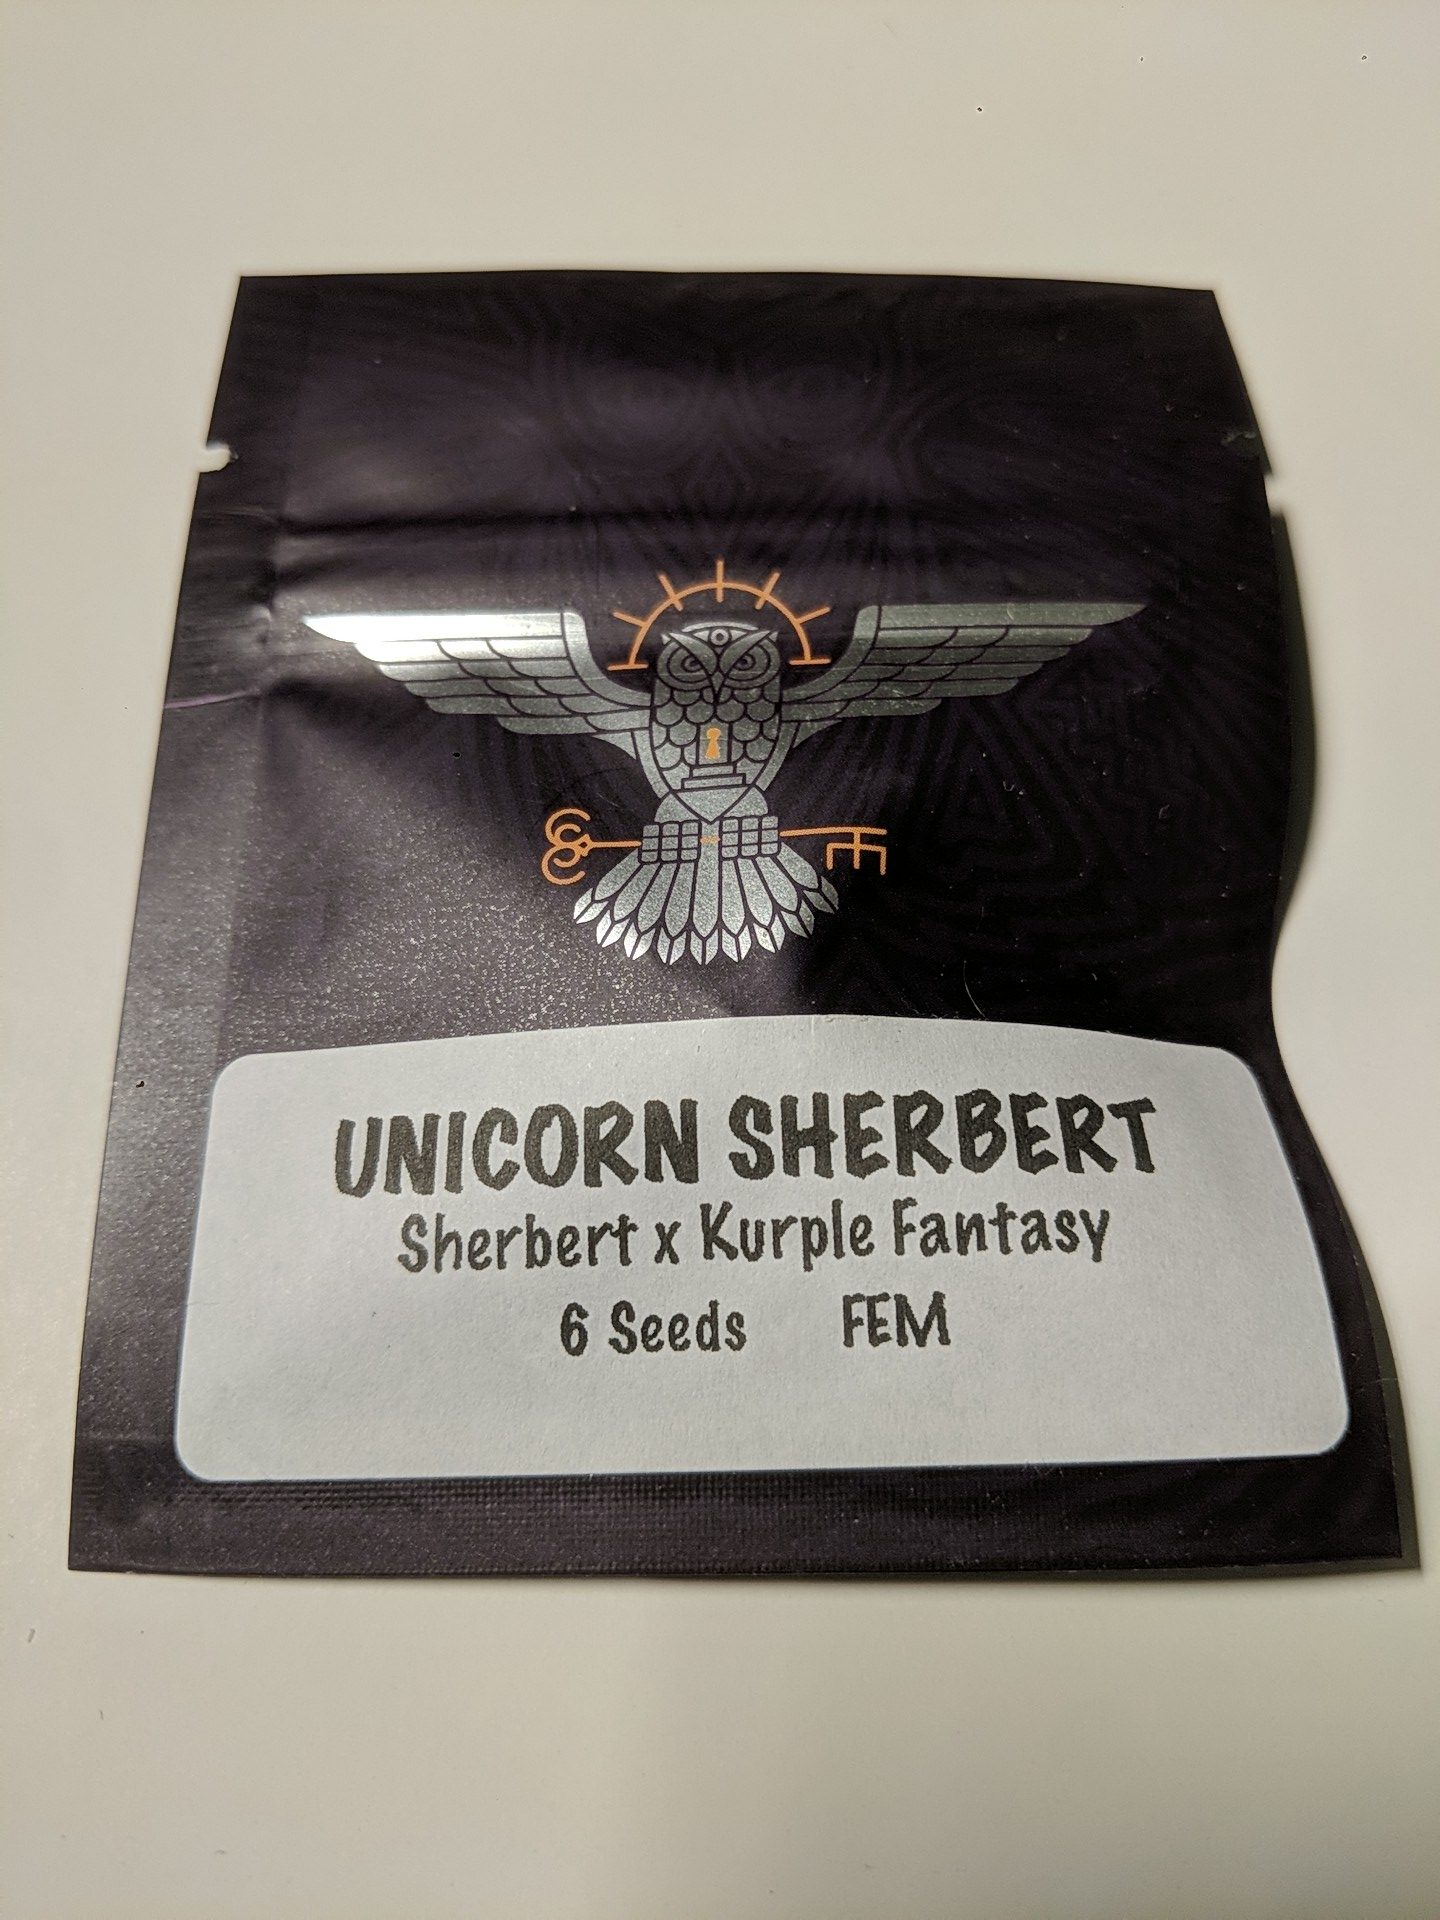 UNICORN SHERBERT
Sherbert x Kurple Fantasy
6 Seeds FEM